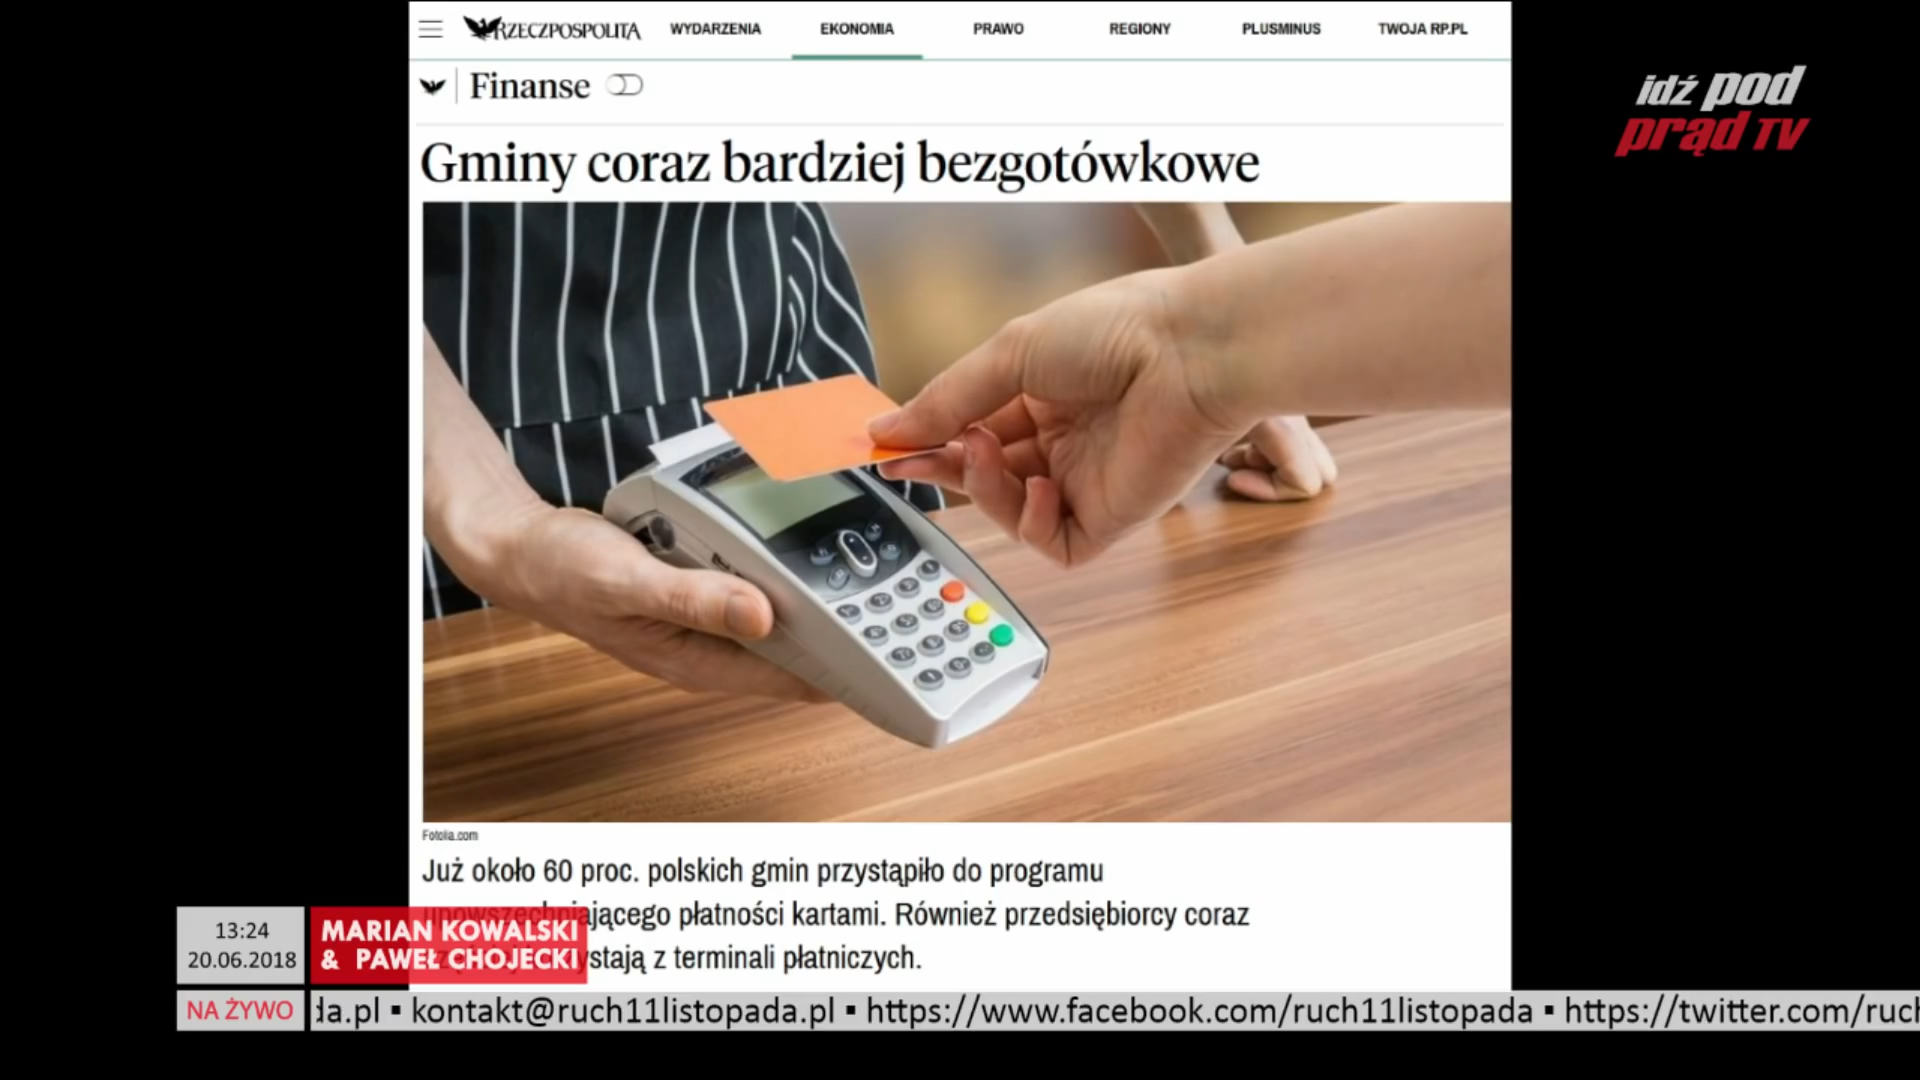 RZECZPOSPOLITA WYDARZENIA EKONOMIA PRAWO REGIONY PLUSMINUS TWOJA RP.PL
Finanse
idź pod
prąd TV
Gminy coraz bardziej bezgotówkowe
Fotolia.com
Już około 60 proc. polskich gmin przystąpiło do programu
upowszechniającego płatności kartami. Również przedsiębiorcy coraz
z terminali płatniczych.
13:24
20.06.2018
MARIAN KOWALSKI
& PAWEŁ CHOJECKI
NA ŻYWO
da.pl ▪ kontakt@ruch11listopada.pl ▪ https://www.facebook.com/ruch11listopada ▪ https://twitter.com/ruch